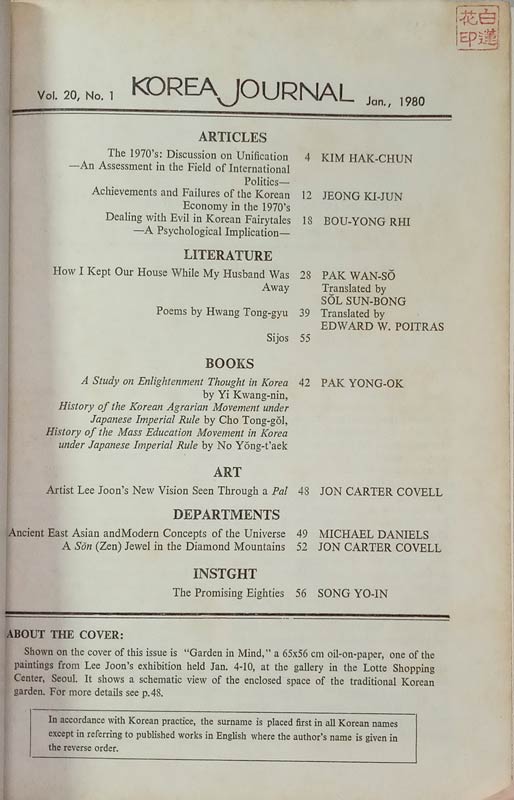 白蓮
花印
Vol. 20, No. 1 KOREA JOURNAL Jan., 1980
ARTICLES
The 1970's: Discussion on Unification 4 KIM HAK-CHUN
—An Assessment in the Field of International
Politics—
Achievements and Failures of the Korean 12 JEONG KI-JUN
Economy in the 1970's
Dealing with Evil in Korean Fairytales 18 BOU-YONG RHI
—A Psychological Implication—
LITERATURE
How I Kept Our House While My Husband Was 28 PAK WAN-SŎ
Away Translated by
SŎL SUN-BONG
Poems by Hwang Tong-gyu 39 Translated by
EDWARD W. POITRAS
Sijos 55
BOOKS
A Study on Enlightenment Thought in Korea 42 PAK YONG-OK
by Yi Kwang-nin,
History of the Korean Agrarian Movement under
Japanese Imperial Rule by Cho Tong-gŏl,
History of the Mass Education Movement in Korea
under Japanese Imperial Rule by No Yŏng-t'aek
ART
Artist Lee Joon's New Vision Seen Through a Pal 48 JON CARTER COVELL
DEPARTMENTS
Ancient East Asian andModern Concepts of the Universe 49 MICHAEL DANIELS
A Sŏn (Zen) Jewel in the Diamond Mountains 52 JON CARTER COVELL
INSTGHT
The Promising Eighties 56 SONG YO-IN
ABOUT THE COVER:
Shown on the cover of this issue is "Garden in Mind," a 65x56 cm oil-on-paper, one of the
paintings from Lee Joon's exhibition held Jan. 4-10, at the gallery in the Lotte Shopping
Center, Seoul. It shows a schematic view of the enclosed space of the traditional Korean
garden. For more details see p.48.
In accordance with Korean practice, the surname is placed first in all Korean names
except in referring to published works in English where the author's name is given in
the reverse order.